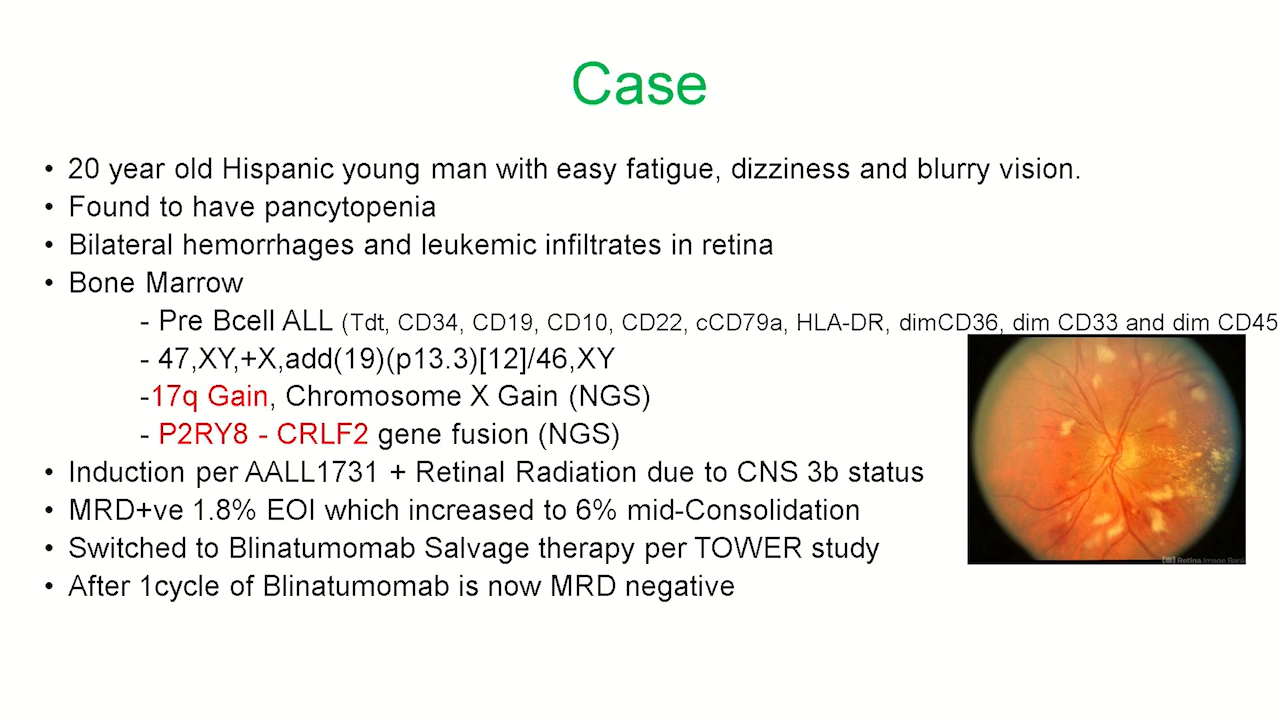 Case
• 20 year old Hispanic young man with easy fatigue, dizziness and blurry vision.
• Found to have pancytopenia
• Bilateral hemorrhages and leukemic infiltrates in retina
• Bone Marrow
- Pre Bcell ALL (Tdt, CD34, CD19, CD10, CD22, cCD79a, HLA-DR, dimCD36, dim CD33 and dim CD45
- 47,XY,+X,add(19)(p13.3)[12]/46,XY
-17q Gain, Chromosome X Gain (NGS)
- P2RY8 - CRLF2 gene fusion (NGS)
• Induction per AALL1731 + Retinal Radiation due to CNS 3b status
• MRD+ve 1.8% EOI which increased to 6% mid-Consolidation
• Switched to Blinatumomab Salvage therapy per TOWER study
• After 1cycle of Blinatumomab is now MRD negative
Retina Image Bank